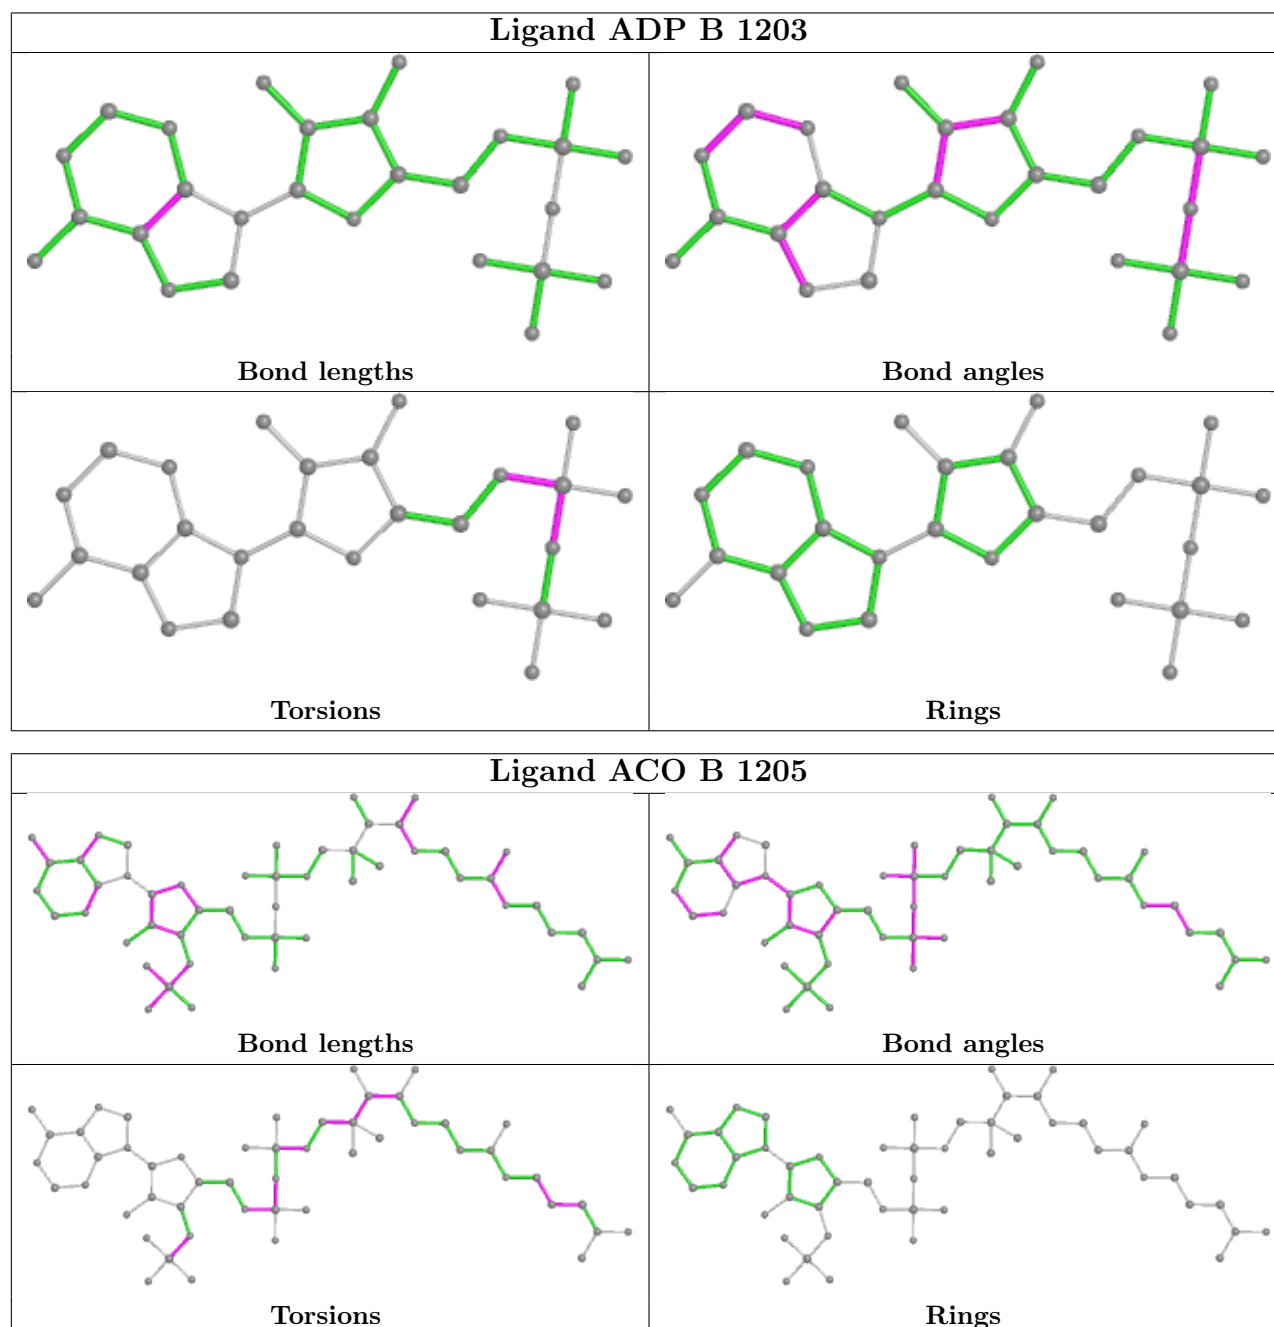 Ligand ADP B 1203
Bond lengths
Bond angles
Torsions
Rings
Ligand ACO B 1205
Bond lengths
Bond angles
Torsions
Rings